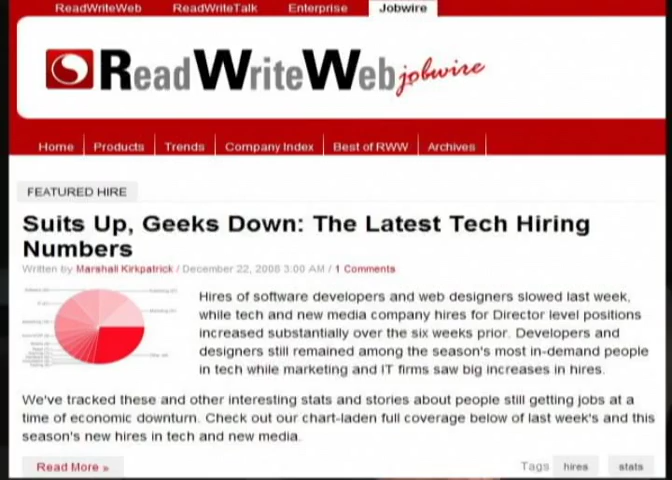 ReadWriteWeb ReadWriteTalk Enterprise Jobwire
ReadWriteWeb jobwire
Home Products Trends Company Index Best of RWW Archives
FEATURED HIRE
Suits Up, Geeks Down: The Latest Tech Hiring
Numbers
Written by Marshall Kirkpatrick / December 22, 2008 3:00 AM / 1 Comments
Hires of software developers and web designers slowed last week,
while tech and new media company hires for Director level positions
increased substantially over the six weeks prior. Developers and
designers still remained among the season's most in-demand people
in tech while marketing and IT firms saw big increases in hires.
We've tracked these and other interesting stats and stories about people still getting jobs at a
time of economic downturn. Check out our chart-laden full coverage below of last week's and this
season's new hires in tech and new media.
Read More »
Tags hires stats